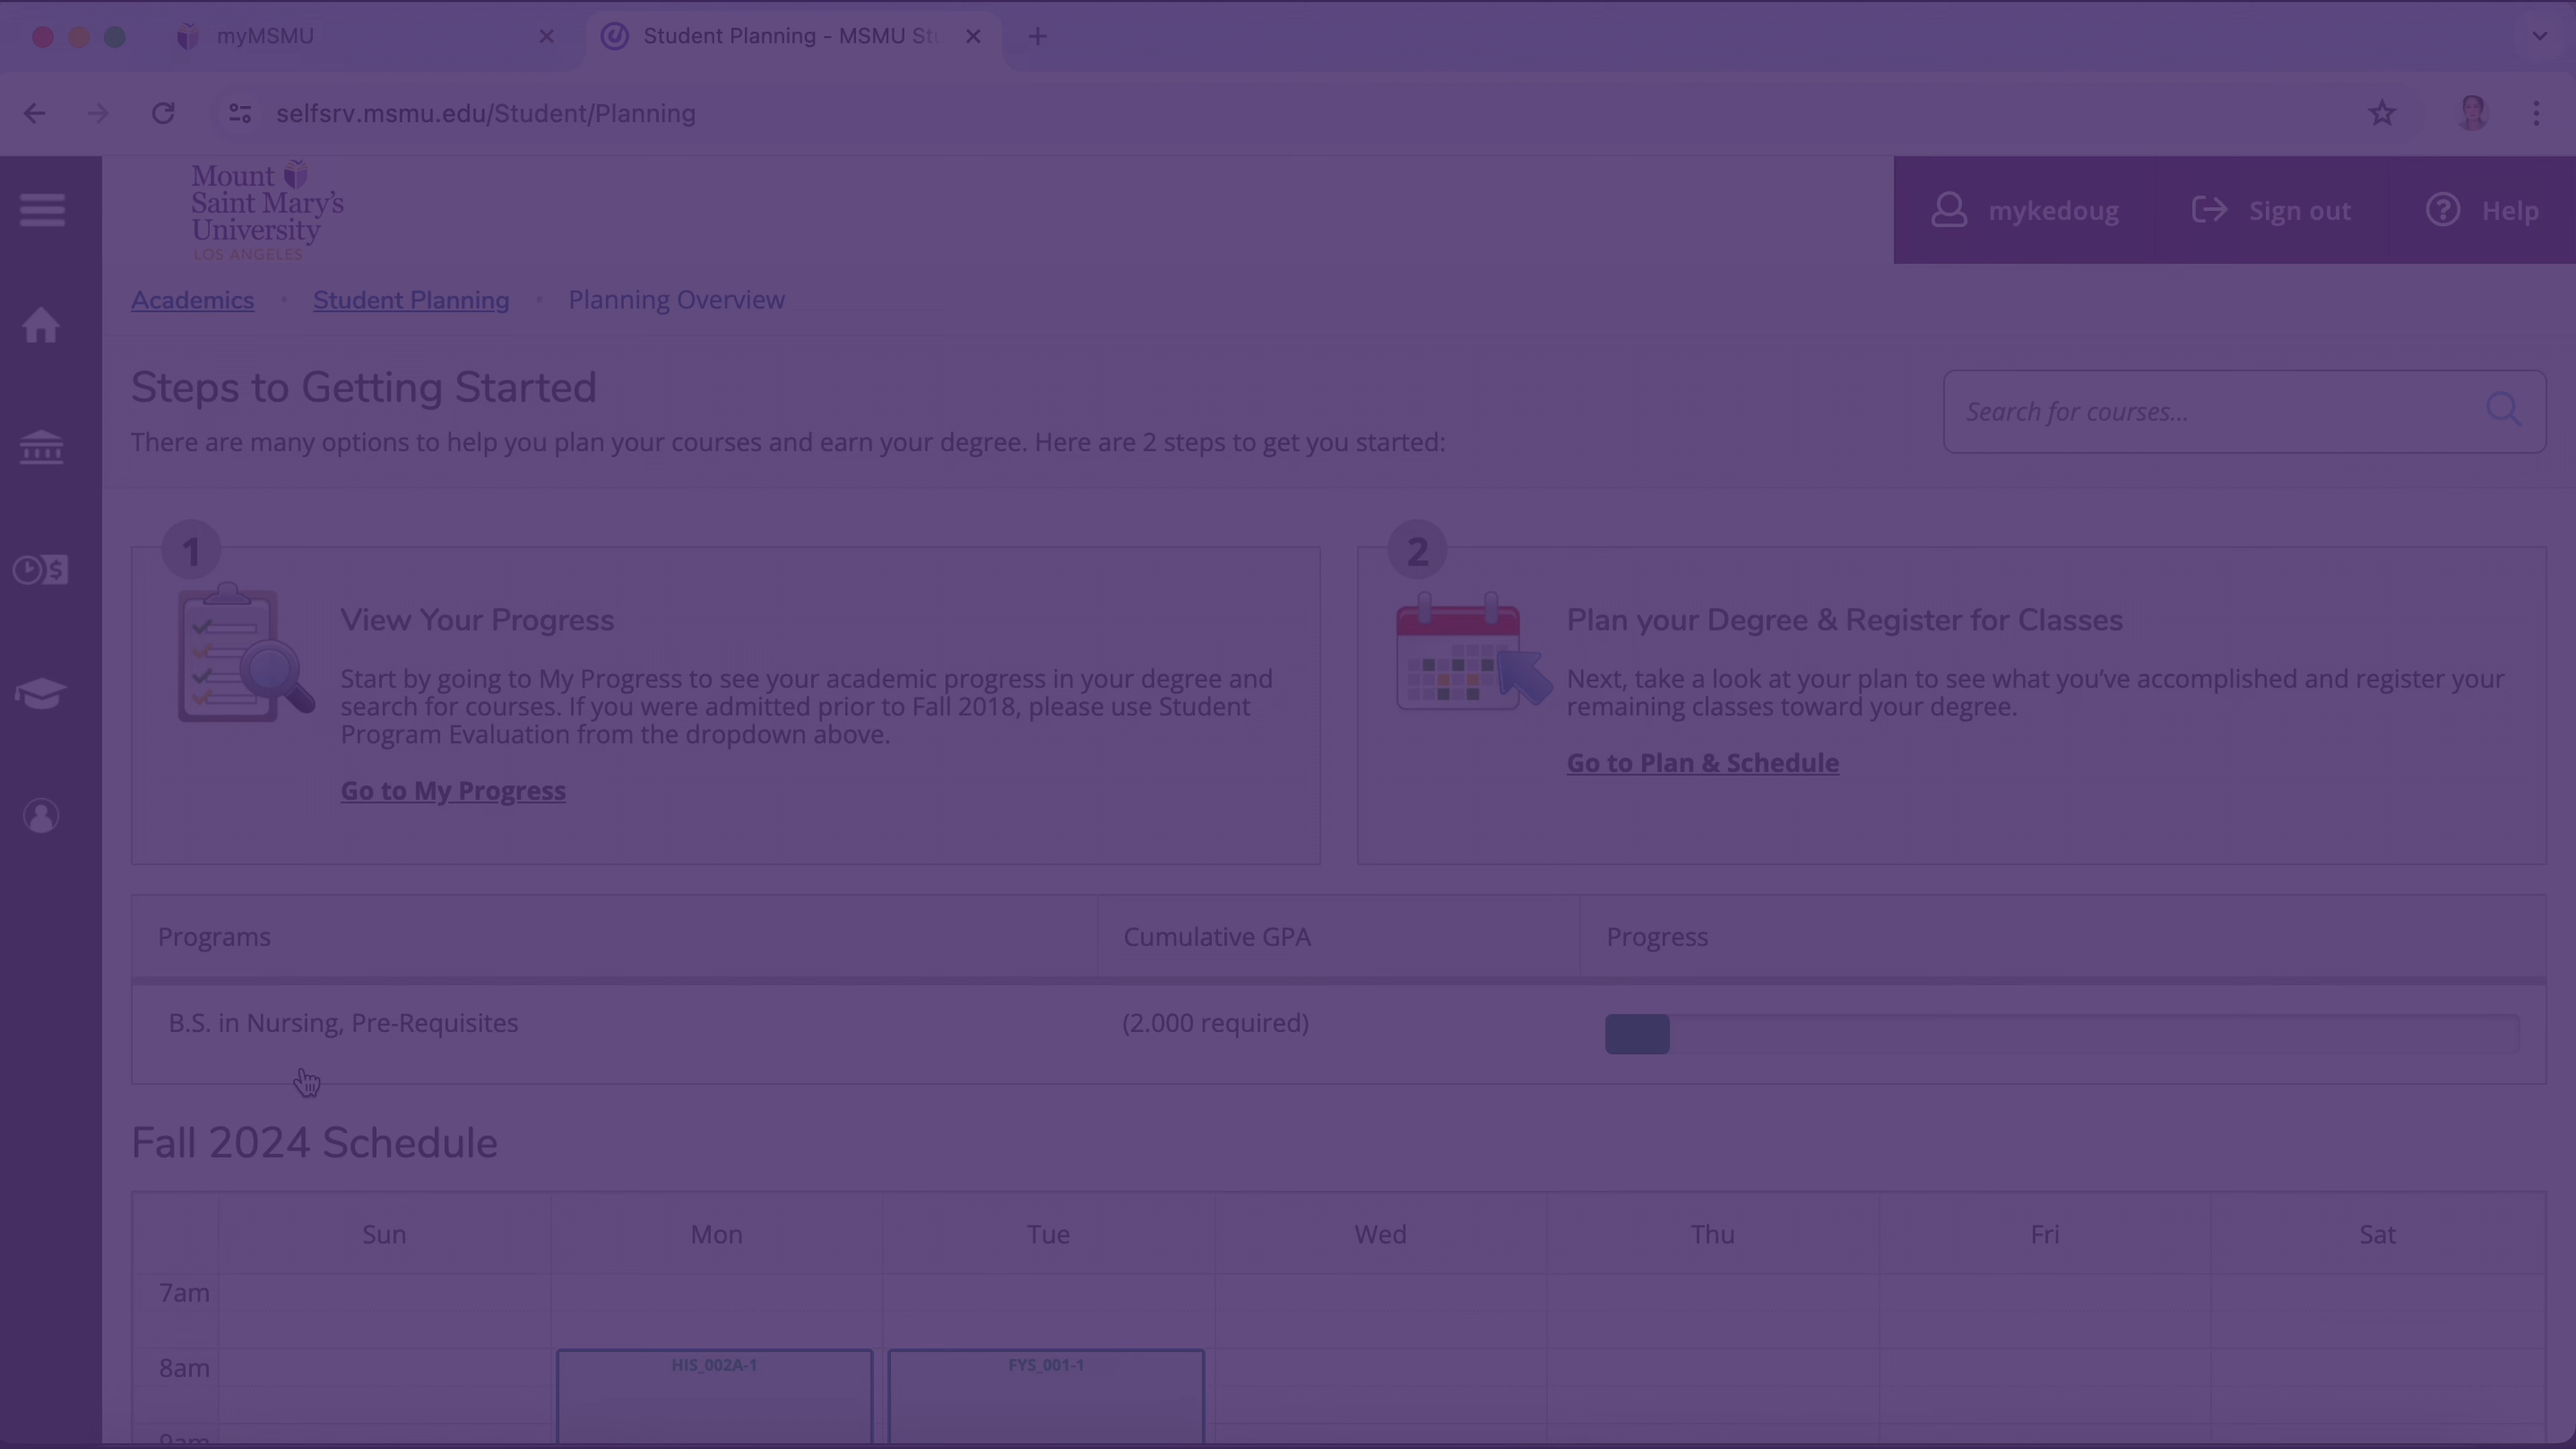 myMSMU
Student Planning - MSMU Stu
selfsrv.msmu.edu/Student/Planning
Mount
Saint Mary's
University
LOS ANGELES
mykedoug
Sign out
Help
Academics
Student Planning
Planning Overview
Steps to Getting Started
There are many options to help you plan your courses and earn your degree. Here are 2 steps to get you started:
Search for courses...
1
View Your Progress
Start by going to My Progress to see your academic progress in your degree and
search for courses. If you were admitted prior to Fall 2018, please use Student
Program Evaluation from the dropdown above.
Go to My Progress
2
Plan your Degree & Register for Classes
Next, take a look at your plan to see what you've accomplished and register your
remaining classes toward your degree.
Go to Plan & Schedule
Programs
Cumulative GPA
Progress
B.S. in Nursing, Pre-Requisites
(2.000 required)
Fall 2024 Schedule
Sun
Mon
Tue
Wed
Thu
Fri
Sat
7am
8am
HIS_002A-1
FYS_001-1
9am